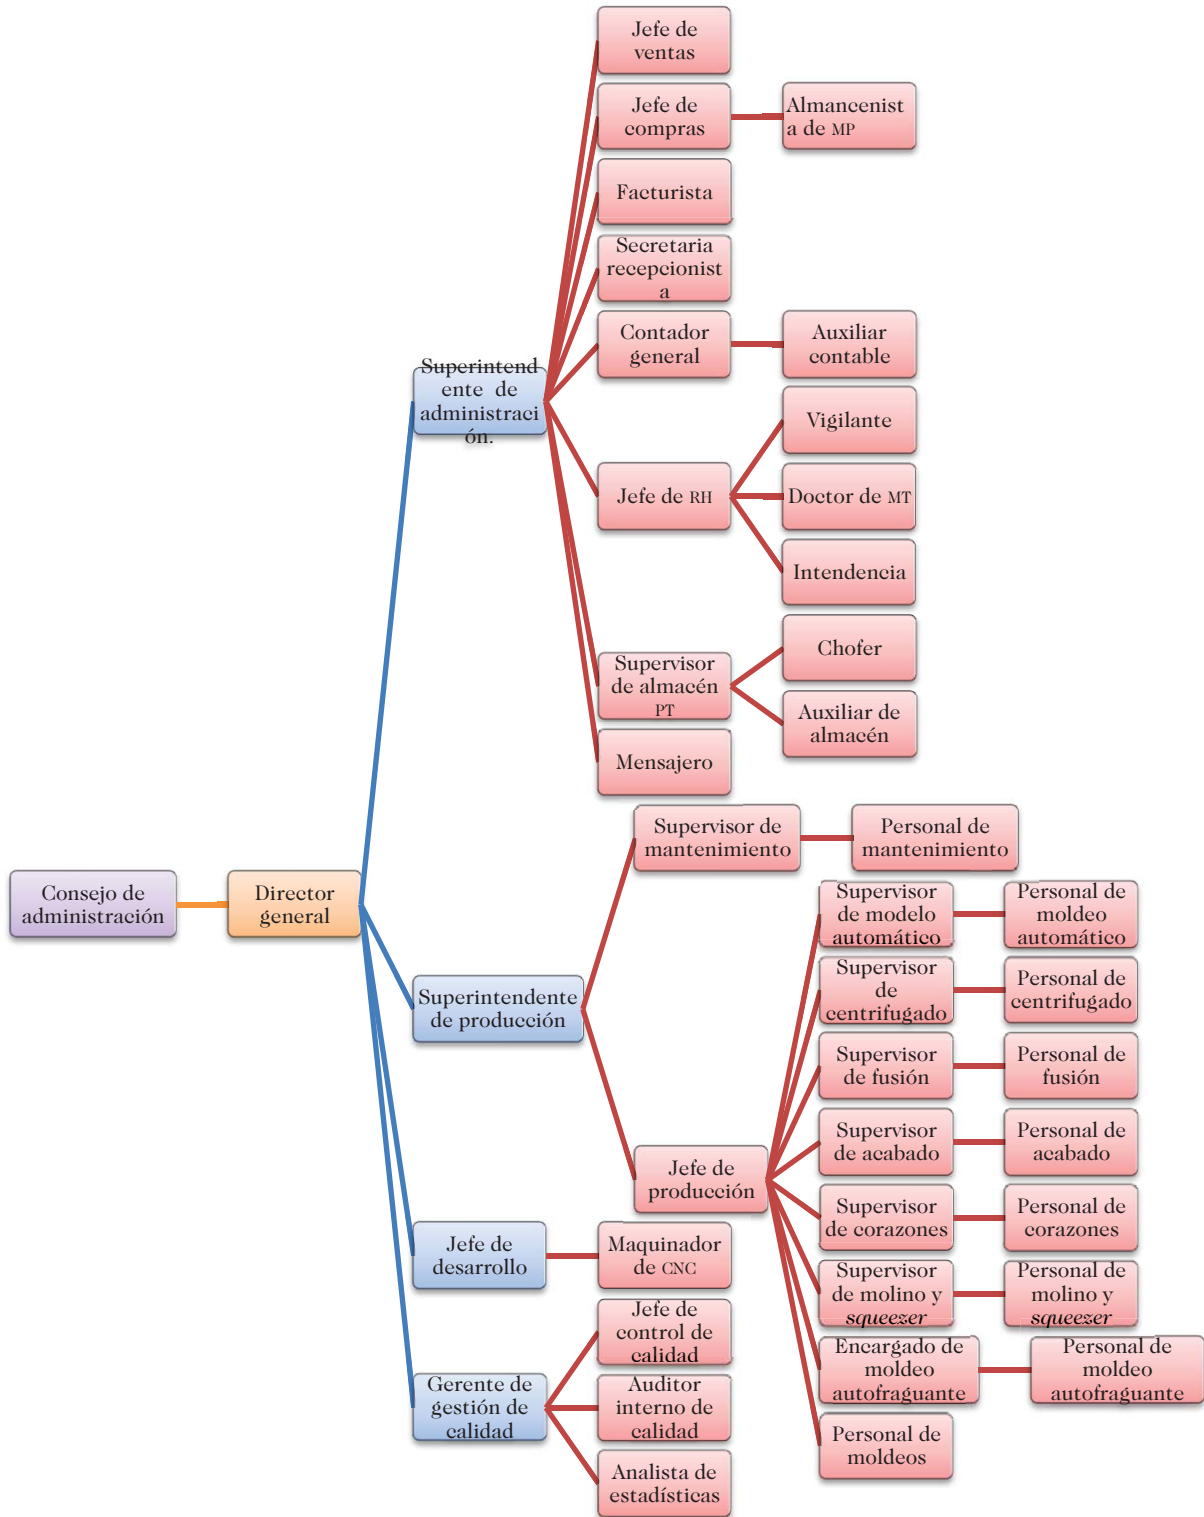 Jefe de
ventas
Jefe de
compras
Almancenist
a de MP
Facturista
Secretaria
recepcionist
a
Contador
general
Auxiliar
contable
Superintend
ente de
administraci
ón.
Vigilante
Jefe de RH
Doctor de MT
Intendencia
Chofer
Supervisor
de almacén
PT
Auxiliar de
almacén
Mensajero
Supervisor de
mantenimiento
Personal de
mantenimiento
Consejo de
administración
Director
general
Supervisor
de modelo
automático
Personal de
moldeo
automático
Superintendente
de producción
Supervisor
de
centrifugado
Personal de
centrifugado
Supervisor
de fusión
Personal de
fusión
Supervisor
de acabado
Personal de
acabado
Jefe de
producción
Supervisor
de corazones
Personal de
corazones
Jefe de
desarrollo
Maquinador
de CNC
Supervisor
de molino y
squeezer
Personal de
molino y
squeezer
Jefe de
control de
calidad
Encargado de
moldeo
autofraguante
Personal de
moldeo
autofraguante
Gerente de
gestión de
calidad
Auditor
interno de
calidad
Personal de
moldeos
Analista de
estadísticas